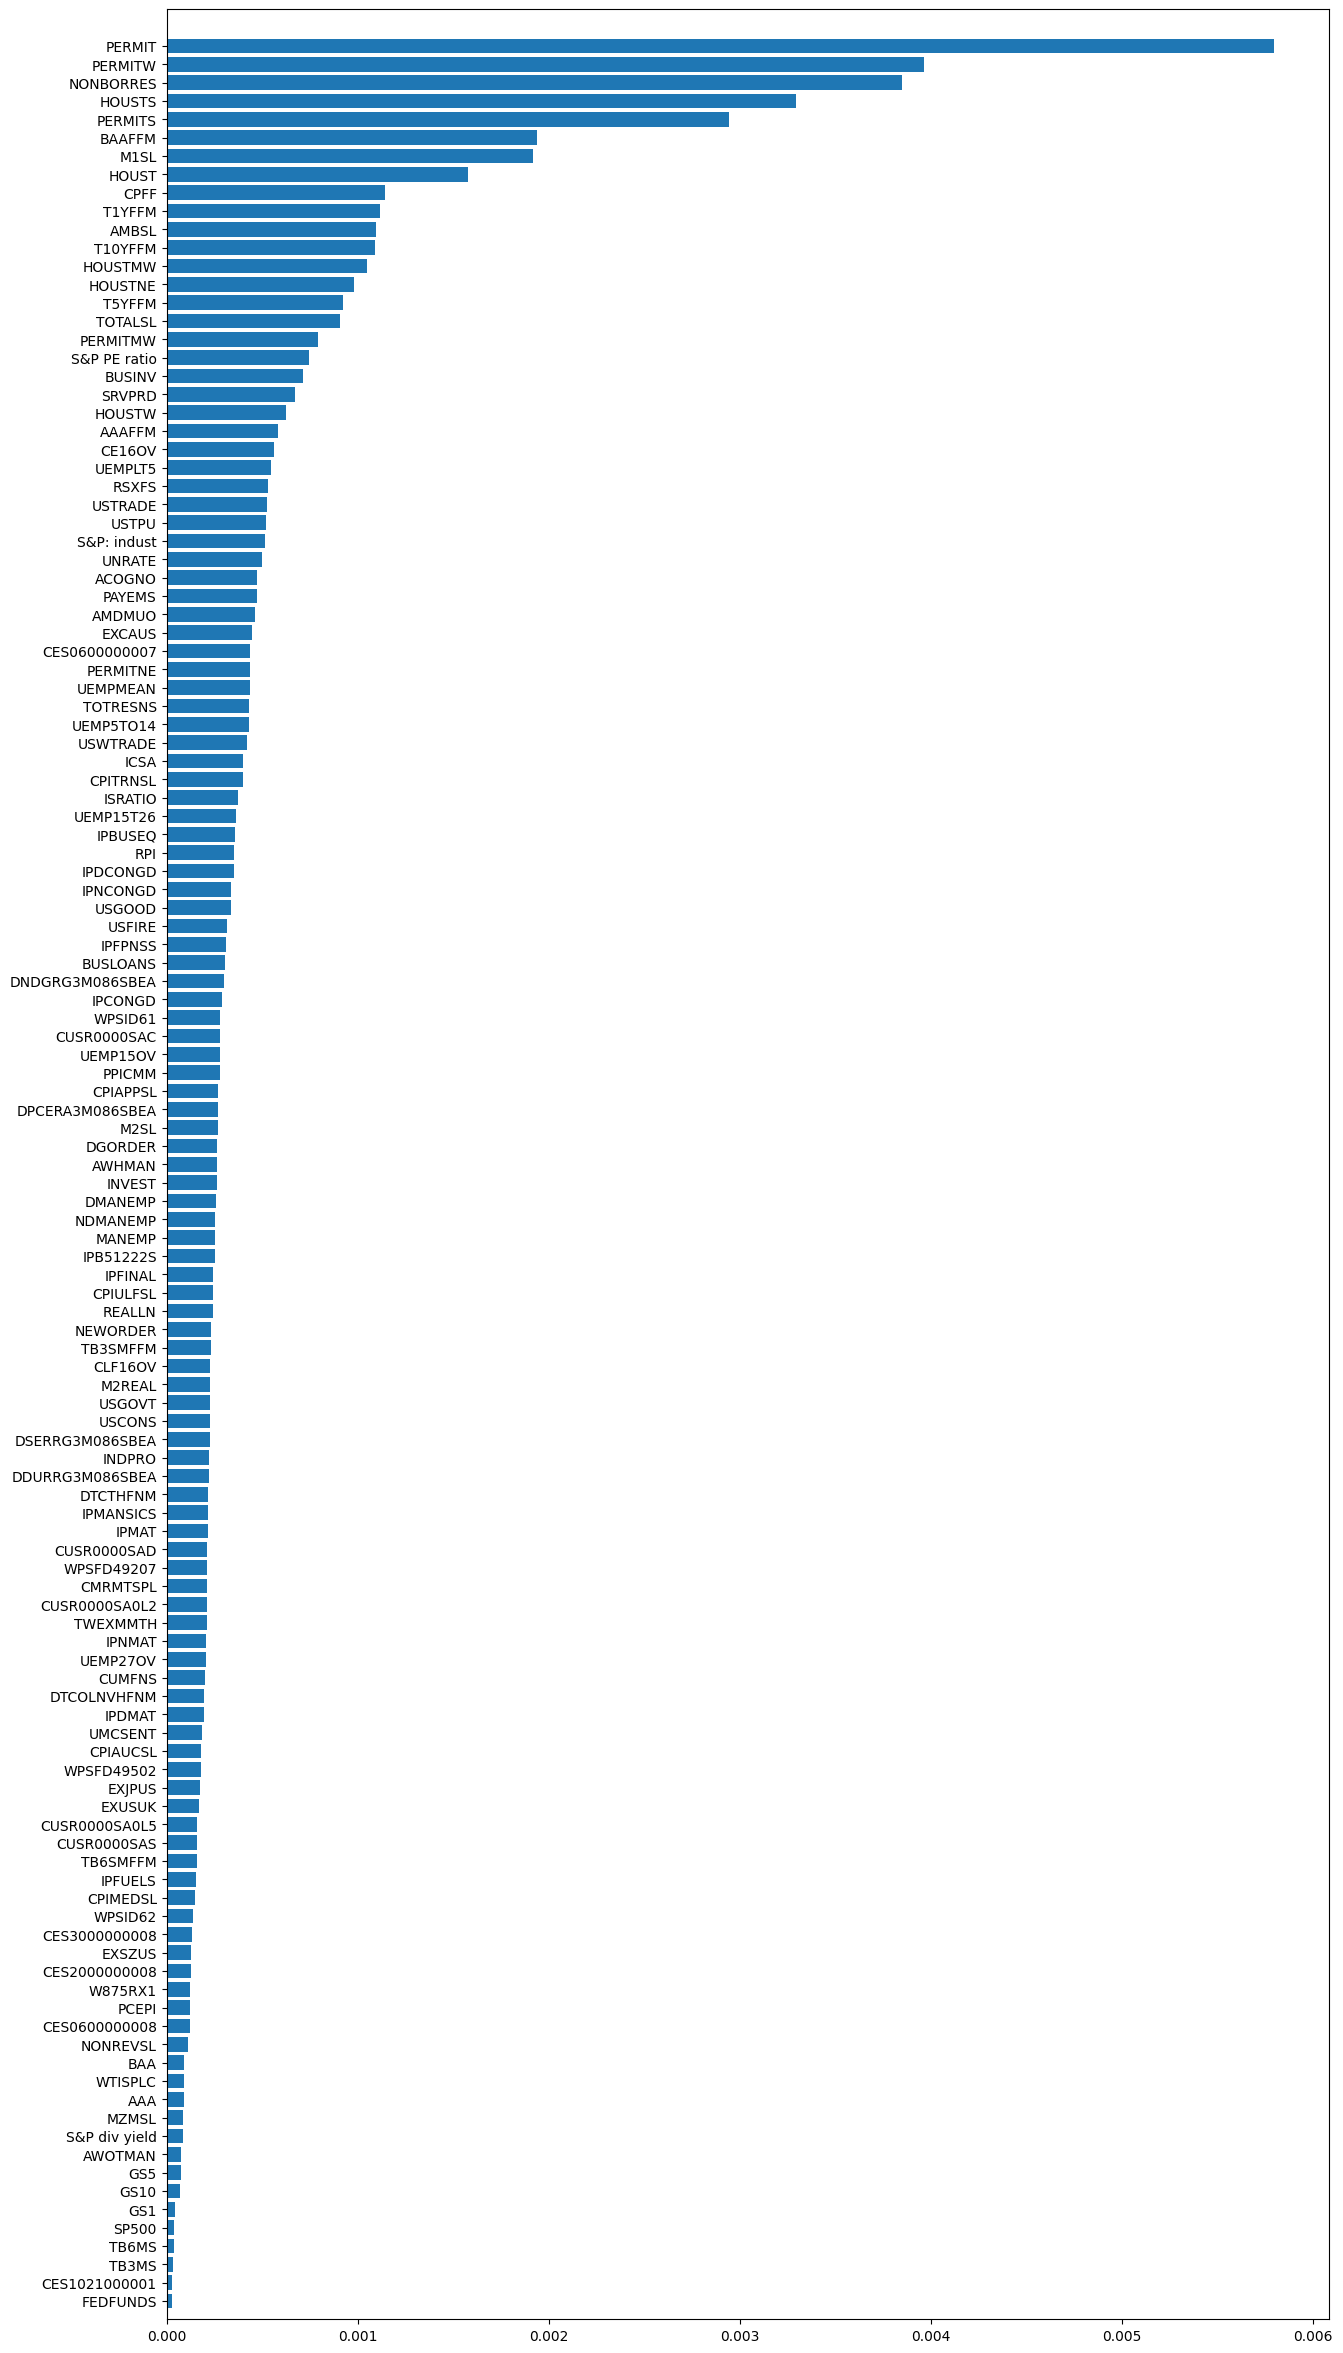 PERMIT
PERMITW
NONBORRES
HOUSTS
PERMITS
BAAFFM
M1SL
HOUST
CPFF
T1YFFM
AMBSL
T10YFFM
HOUSTMW
HOUSTNE
T5YFFM
TOTALSL
PERMITMW
S&P PE ratio
BUSINV
SRVPRD
HOUSTW
AAAFFM
CE16OV
UEMPLT5
RSXFS
USTRADE
USTPU
S&P: indust
UNRATE
ACOGNO
PAYEMS
AMDMUO
EXCAUS
CES0600000007
PERMITNE
UEMPMEAN
TOTRESNS
UEMP5TO14
USWTRADE
ICSA
CPITRNSL
ISRATIO
UEMP15T26
IPBUSEQ
RPI
IPDCONGD
IPNCONGD
USGOOD
USFIRE
IPFPNSS
BUSLOANS
DNDGRG3M086SBEA
IPCONGD
WPSID61
CUSR0000SAC
UEMP15OV
PPICMM
CPIAPPSL
DPCERA3M086SBEA
M2SL
DGORDER
AWHMAN
INVEST
DMANEMP
NDMANEMP
MANEMP
IPB51222S
IPFINAL
CPIULFSL
REALLN
NEWORDER
TB3SMFFM
CLF16OV
M2REAL
USGOVT
USCONS
DSERRG3M086SBEA
INDPRO
DDURRG3M086SBEA
DTCTHFNM
IPMANSICS
IPMAT
CUSR0000SAD
WPSFD49207
CMRMTSPL
CUSR0000SA0L2
TWEXMMTH
IPNMAT
UEMP27OV
CUMFNS
DTCOLNVHFNM
IPDMAT
UMCSENT
CPIAUCSL
WPSFD49502
EXJPUS
EXUSUK
CUSR0000SA0L5
CUSR0000SAS
TB6SMFFM
IPFUELS
CPIMEDSL
WPSID62
CES3000000008
EXSZUS
CES2000000008
W875RX1
PCEPI
CES0600000008
NONREVSL
BAA
WTISPLC
AAA
MZMSL
S&P div yield
AWOTMAN
GS5
GS10
GS1
SP500
TB6MS
TB3MS
CES1021000001
FEDFUNDS
0.000 0.001 0.002 0.003 0.004 0.005 0.006